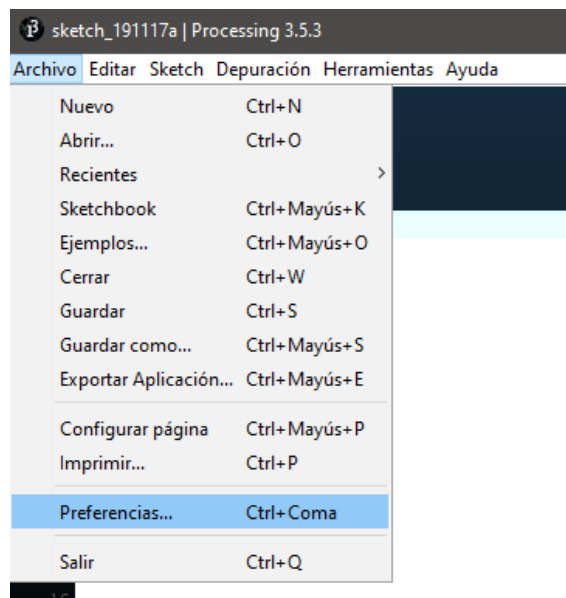 sketch_191117a | Processing 3.5.3
Archivo Editar Sketch Depuración Herramientas Ayuda
Nuevo Ctrl+N
Abrir... Ctrl+O
Recientes >
Sketchbook Ctrl+Mayús+K
Ejemplos... Ctrl+Mayús+O
Cerrar Ctrl+W
Guardar Ctrl+S
Guardar como... Ctrl+Mayús+S
Exportar Aplicación... Ctrl+Mayús+E
Configurar página Ctrl+Mayús+P
Imprimir... Ctrl+P
Preferencias... Ctrl+Coma
Salir Ctrl+Q